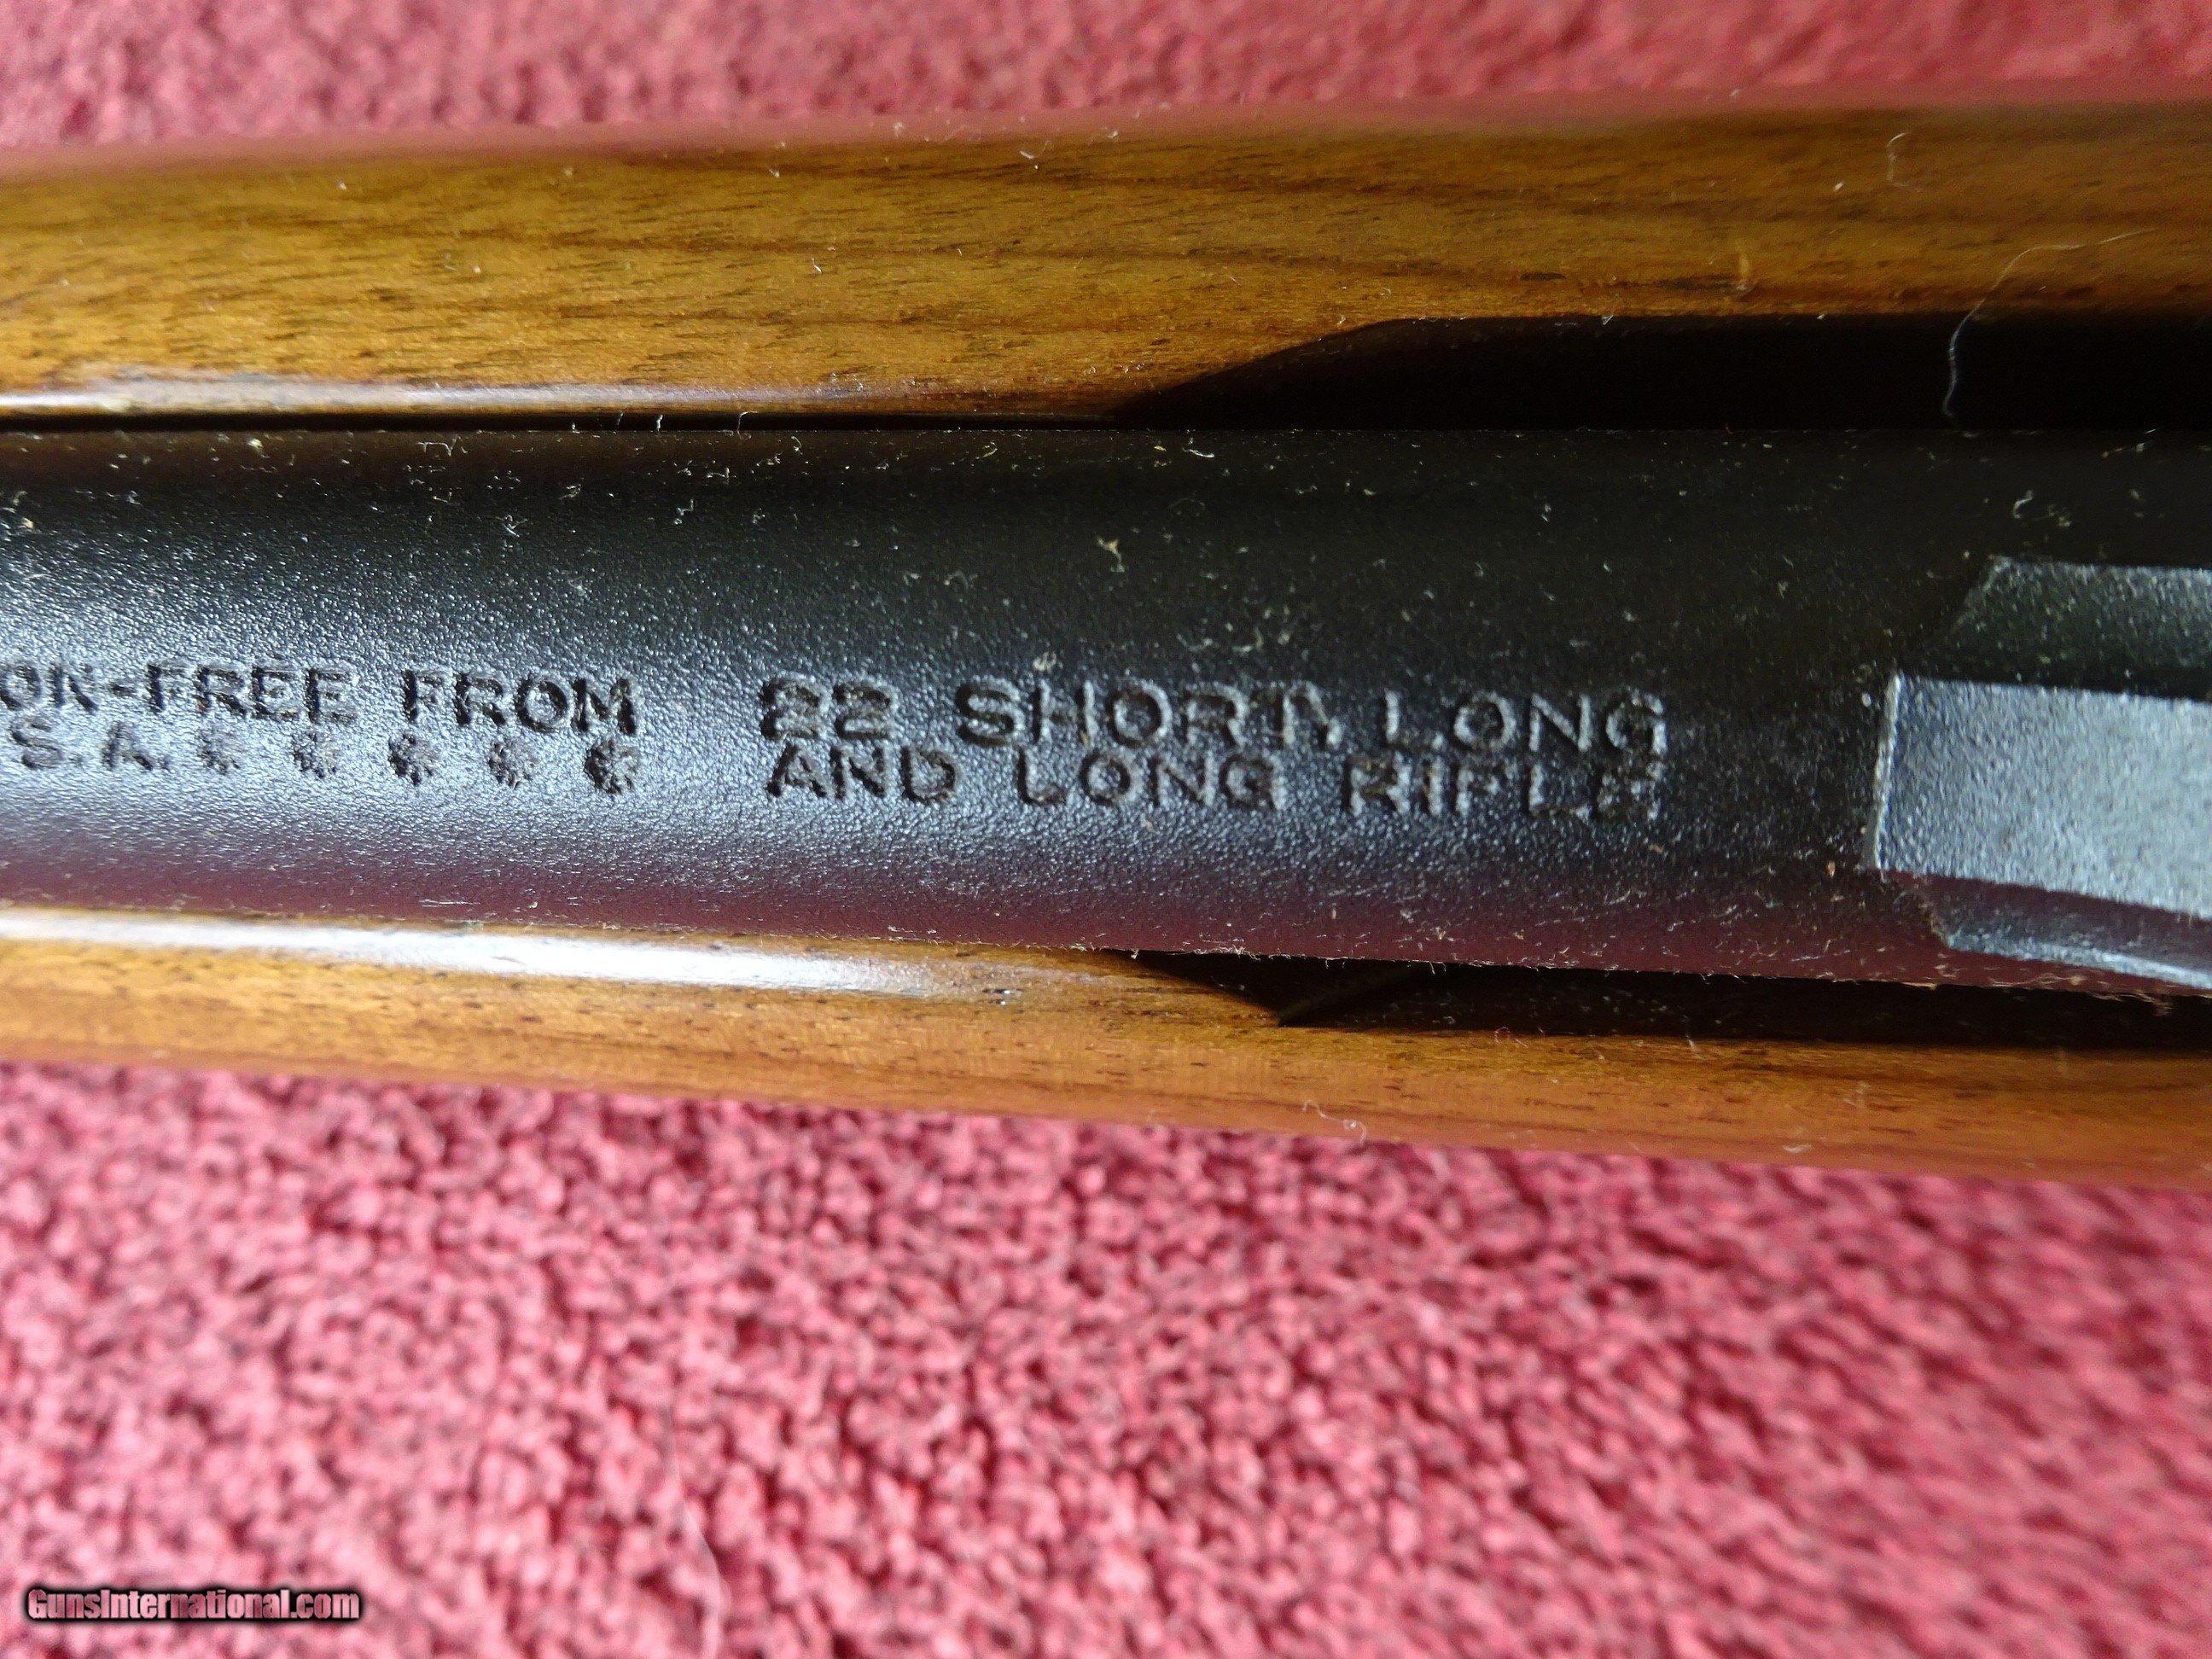 ON-FREE FROM
S.A. * * * * *
22 SHORT, LONG
AND LONG RIFLE
GunsInternational.com